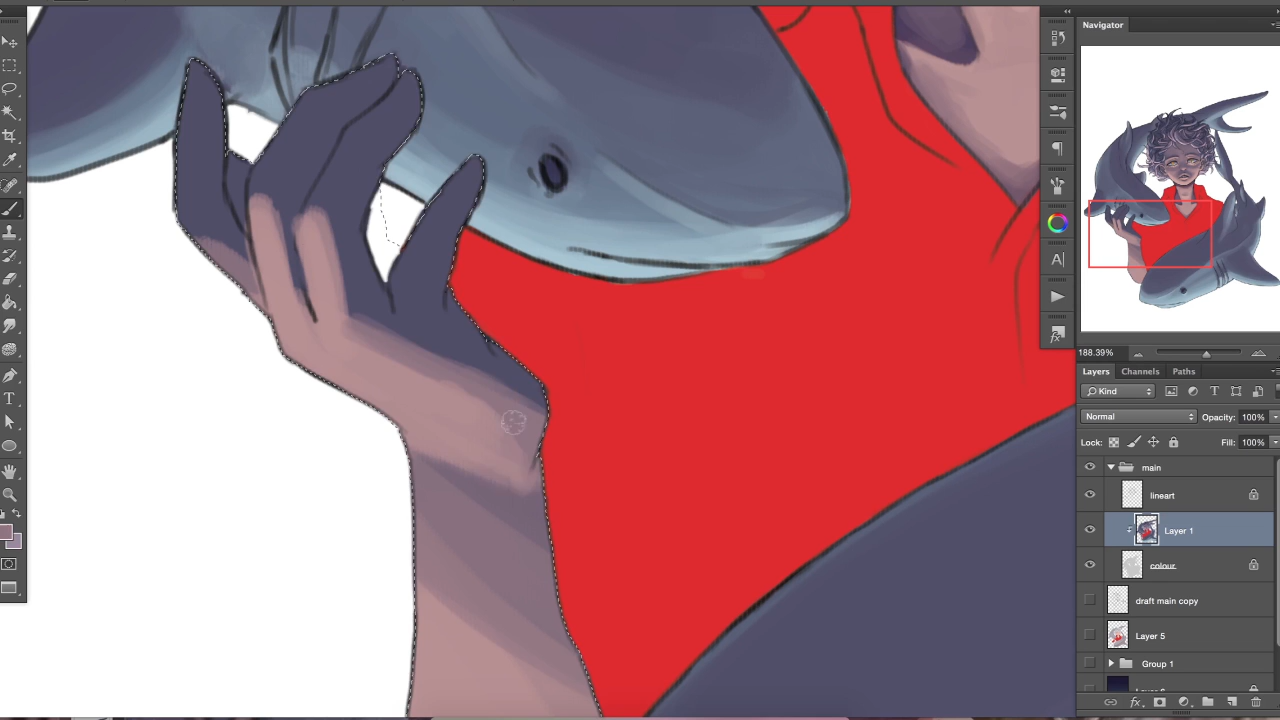 Navigator
188.39%
Layers Channels Paths
Kind
Normal Opacity: 100%
Lock: Fill: 100%
main
lineart
Layer 1
colour
draft main copy
Layer 5
Group 1